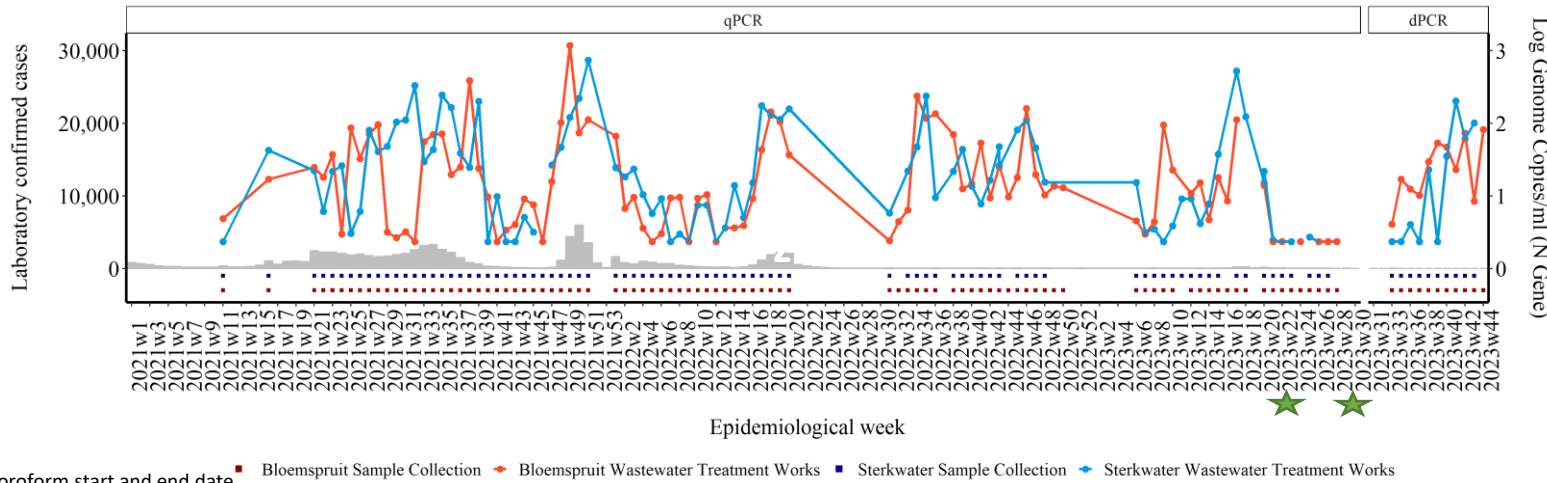 qPCR
dPCR
Laboratory confirmed cases
30,000
20,000
10,000
0
3
2
1
0
Log Genome Copies/ml (N Gene)
2
2021w1
2021w3
2021w5
2021w7
2021w9
2021w11
2021w13
2021w15
2021w17
2021w19
2021w21
2021w23
2021w25
2021w27
2021w29
2021w31
2021w33
2021w35
2021w37
2021w39
2021w41
2021w43
2021w45
2021w47
2021w49
2021w51
2021w53
2022w2
2022w4
2022w6
2022w8
2022w10
2022w12
2022w14
2022w16
2022w18
2022w20
2022w22
2022w24
2022w26
2022w28
2022w30
2022w32
2022w34
2022w36
2022w38
2022w40
2022w42
2022w44
2022w46
2022w48
2022w50
2022w52
2023w2
2023w4
2023w6
2023w8
2023w10
2023w12
2023w14
2023w16
2023w18
2023w20
2023w22
2023w24
2023w26
2023w28
2023w30
2023w31
2023w33
2023w36
2023w38
2023w40
2023w42
2023w44
Epidemiological week
Bloemspruit Sample Collection Bloemspruit Wastewater Treatment Works Sterkwater Sample Collection Sterkwater Wastewater Treatment Works
start and end date